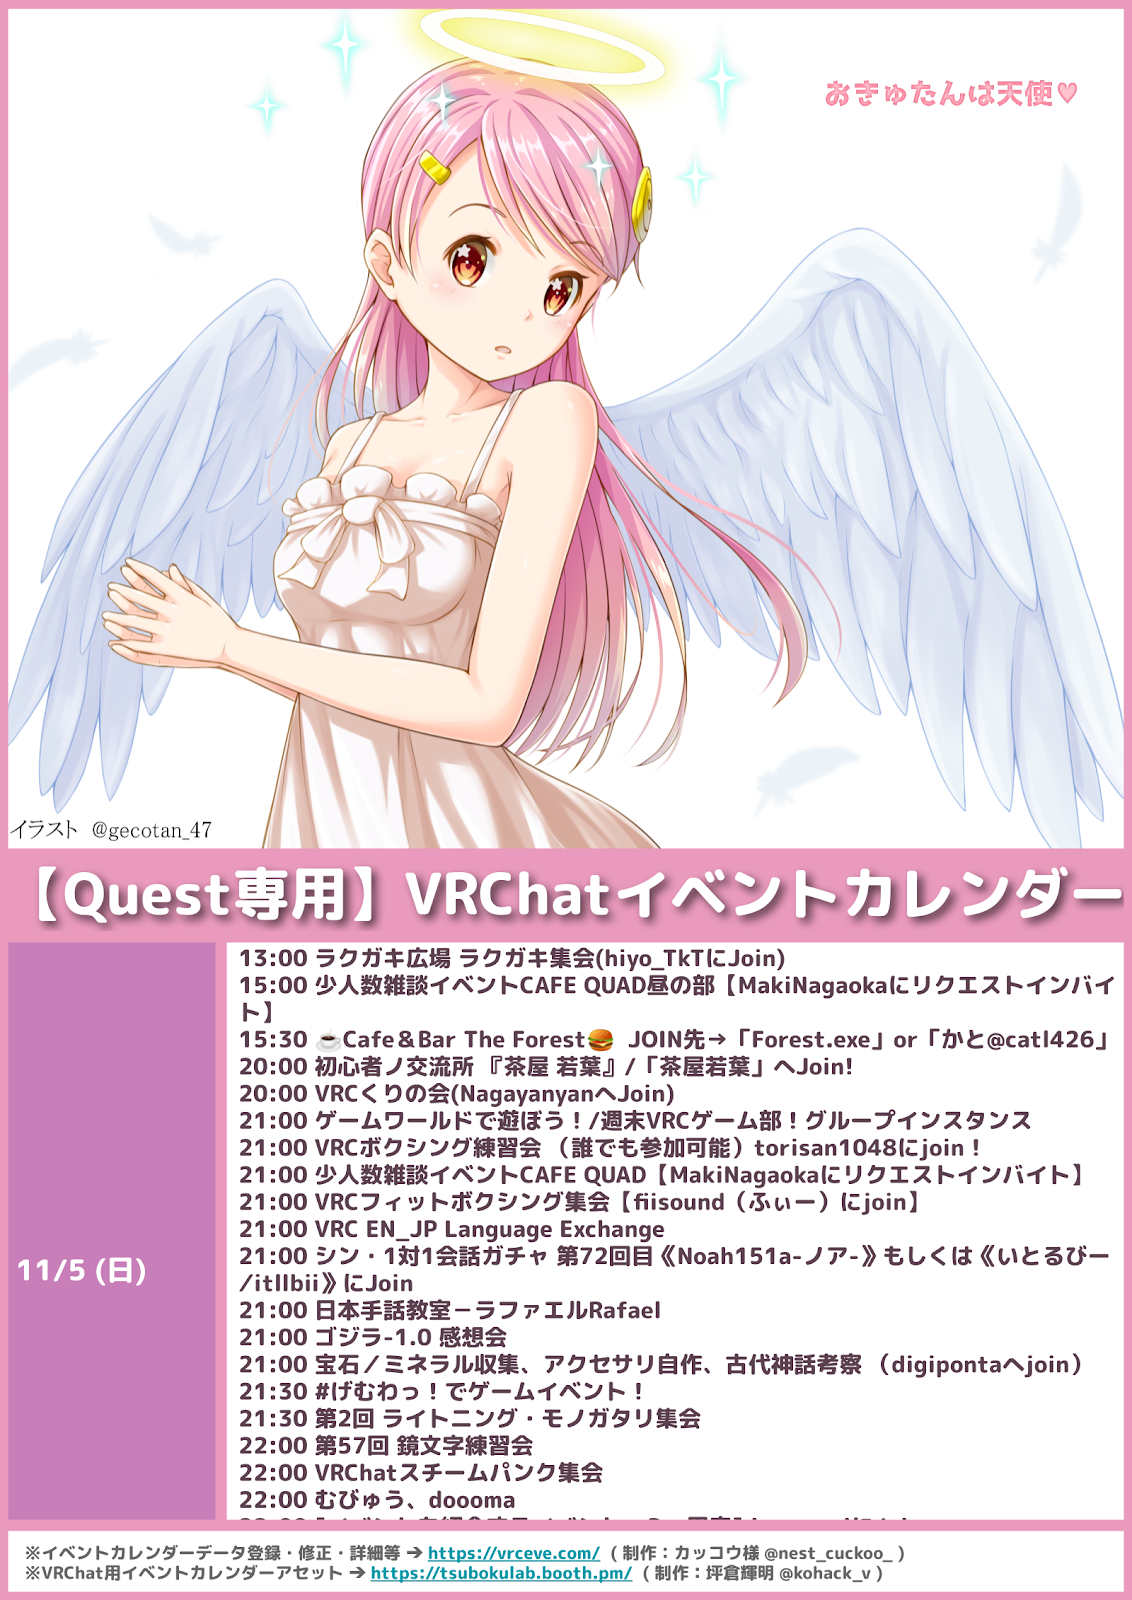 おきゅたんは天使♥
イラスト @gecotan_47
【Quest専用】VRChatイベントカレンダー
11/5 (日)
13:00 ラクガキ広場 ラクガキ集会(hiyo_TkTにJoin)
15:00 少人数雑談イベントCAFE QUAD昼の部【MakiNagaokaにリクエストインバイ
ト】
15:30 ☕Cafe＆Bar The Forest🍔 JOIN先→「Forest.exe」or「かと@catl426」
20:00 初心者ノ交流所 『茶屋 若葉』/「茶屋若葉」へJoin!
20:00 VRCくりの会(NagayanyanへJoin)
21:00 ゲームワールドで遊ぼう！/週末VRCゲーム部！グループインスタンス
21:00 VRCボクシング練習会 （誰でも参加可能）torisan1048にjoin！
21:00 少人数雑談イベントCAFE QUAD【MakiNagaokaにリクエストインバイト】
21:00 VRCフィットボクシング集会【fiisound（ふぃー）にjoin】
21:00 VRC EN_JP Language Exchange
21:00 シン・1対1会話ガチャ 第72回目《Noah151a-ノア-》もしくは《いとるびー
/itllbii》にJoin
21:00 日本手話教室－ラファエルRafael
21:00 ゴジラ-1.0 感想会
21:00 宝石／ミネラル収集、アクセサリ自作、古代神話考察 （digipontaへjoin）
21:30 #げむわっ！でゲームイベント！
21:30 第2回 ライトニング・モノガタリ集会
22:00 第57回 鏡文字練習会
22:00 VRChatスチームパンク集会
22:00 むびゅう、doooma
※イベントカレンダーデータ登録・修正・詳細等 ➔ https://vrceve.com/ ( 制作：カッコウ様 @nest_cuckoo_ )
※VRChat用イベントカレンダーアセット ➔ https://tsubokulab.booth.pm/ ( 制作：坪倉輝明 @kohack_v )